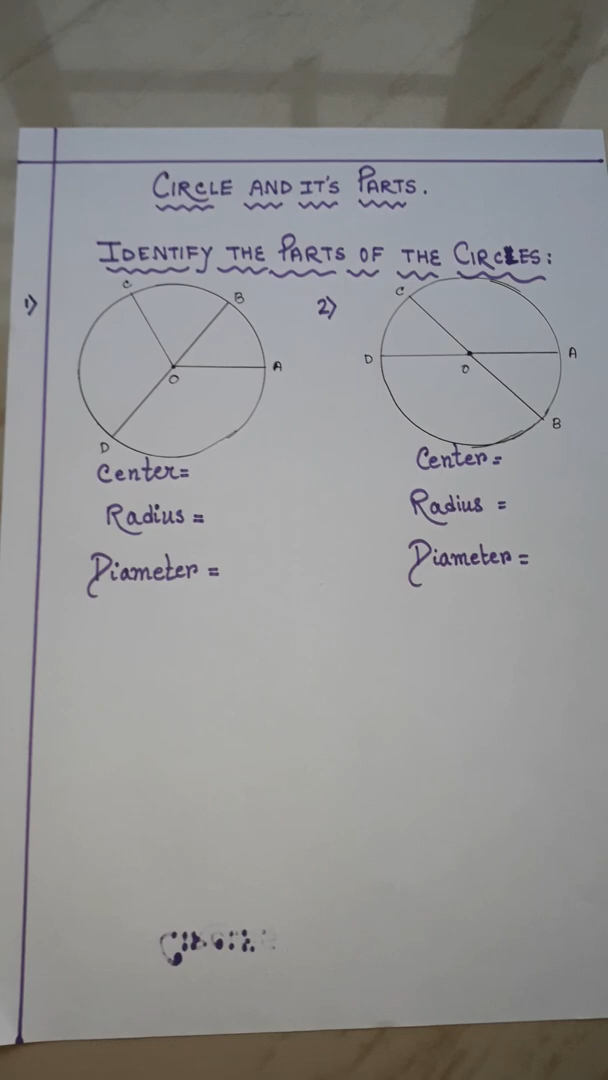 CIRCLE AND IT'S PARTS.
IDENTIFY THE PARTS OF THE CIRCLES:
1)
C
B
O
A
D
Center=
Radius =
Diameter =
2)
C
D
O
A
B
Center=
Radius =
Diameter =